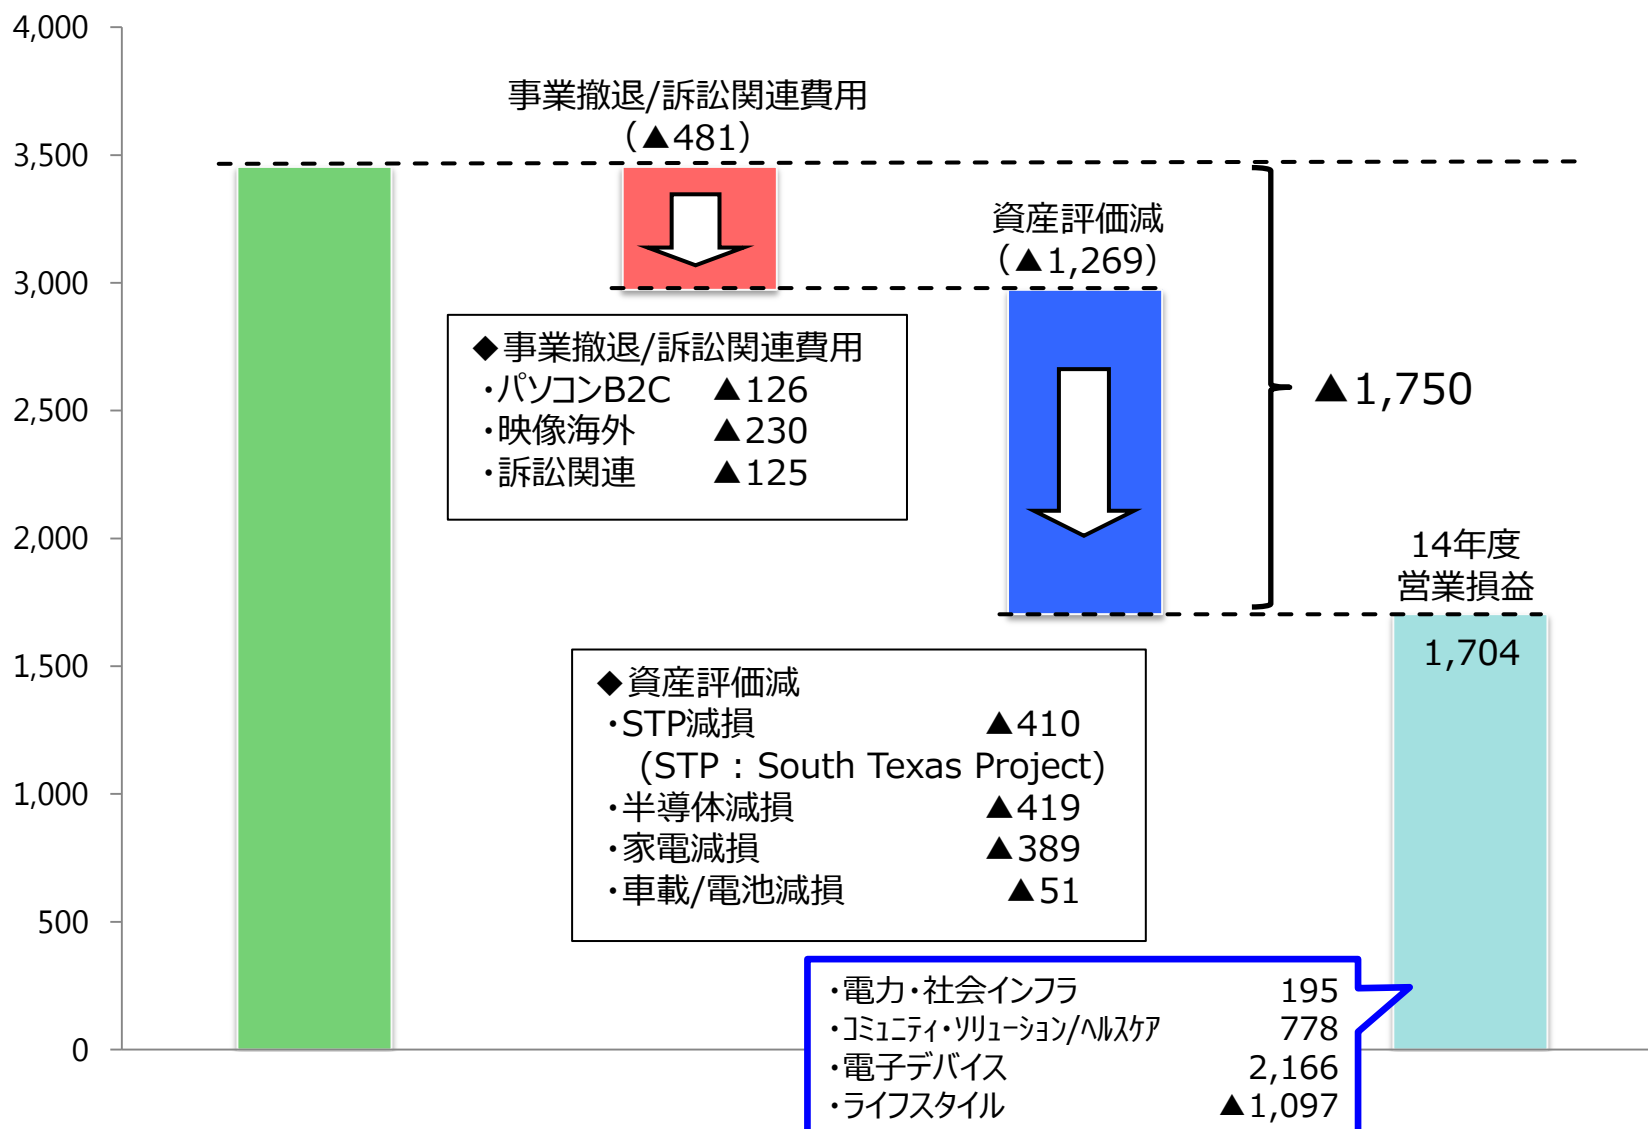 4,000
3,500
3,000
2,500
2,000
1,500
1,000
500
0
事業撤退/訴訟関連費用
（▲481）
資産評価減
（▲1,269）
◆事業撤退/訴訟関連費用
・パソコンB2C ▲126
・映像海外 ▲230
・訴訟関連 ▲125
▲1,750
14年度
営業損益
1,704
◆資産評価減
・STP減損 ▲410
(STP : South Texas Project)
・半導体減損 ▲419
・家電減損 ▲389
・車載/電池減損 ▲51
・電力・社会インフラ 195
・ｺﾐｭﾆﾃｨ・ｿﾘｭｰｼｮﾝ/ﾍﾙｽｹｱ 778
・電子デバイス 2,166
・ライフスタイル ▲1,097